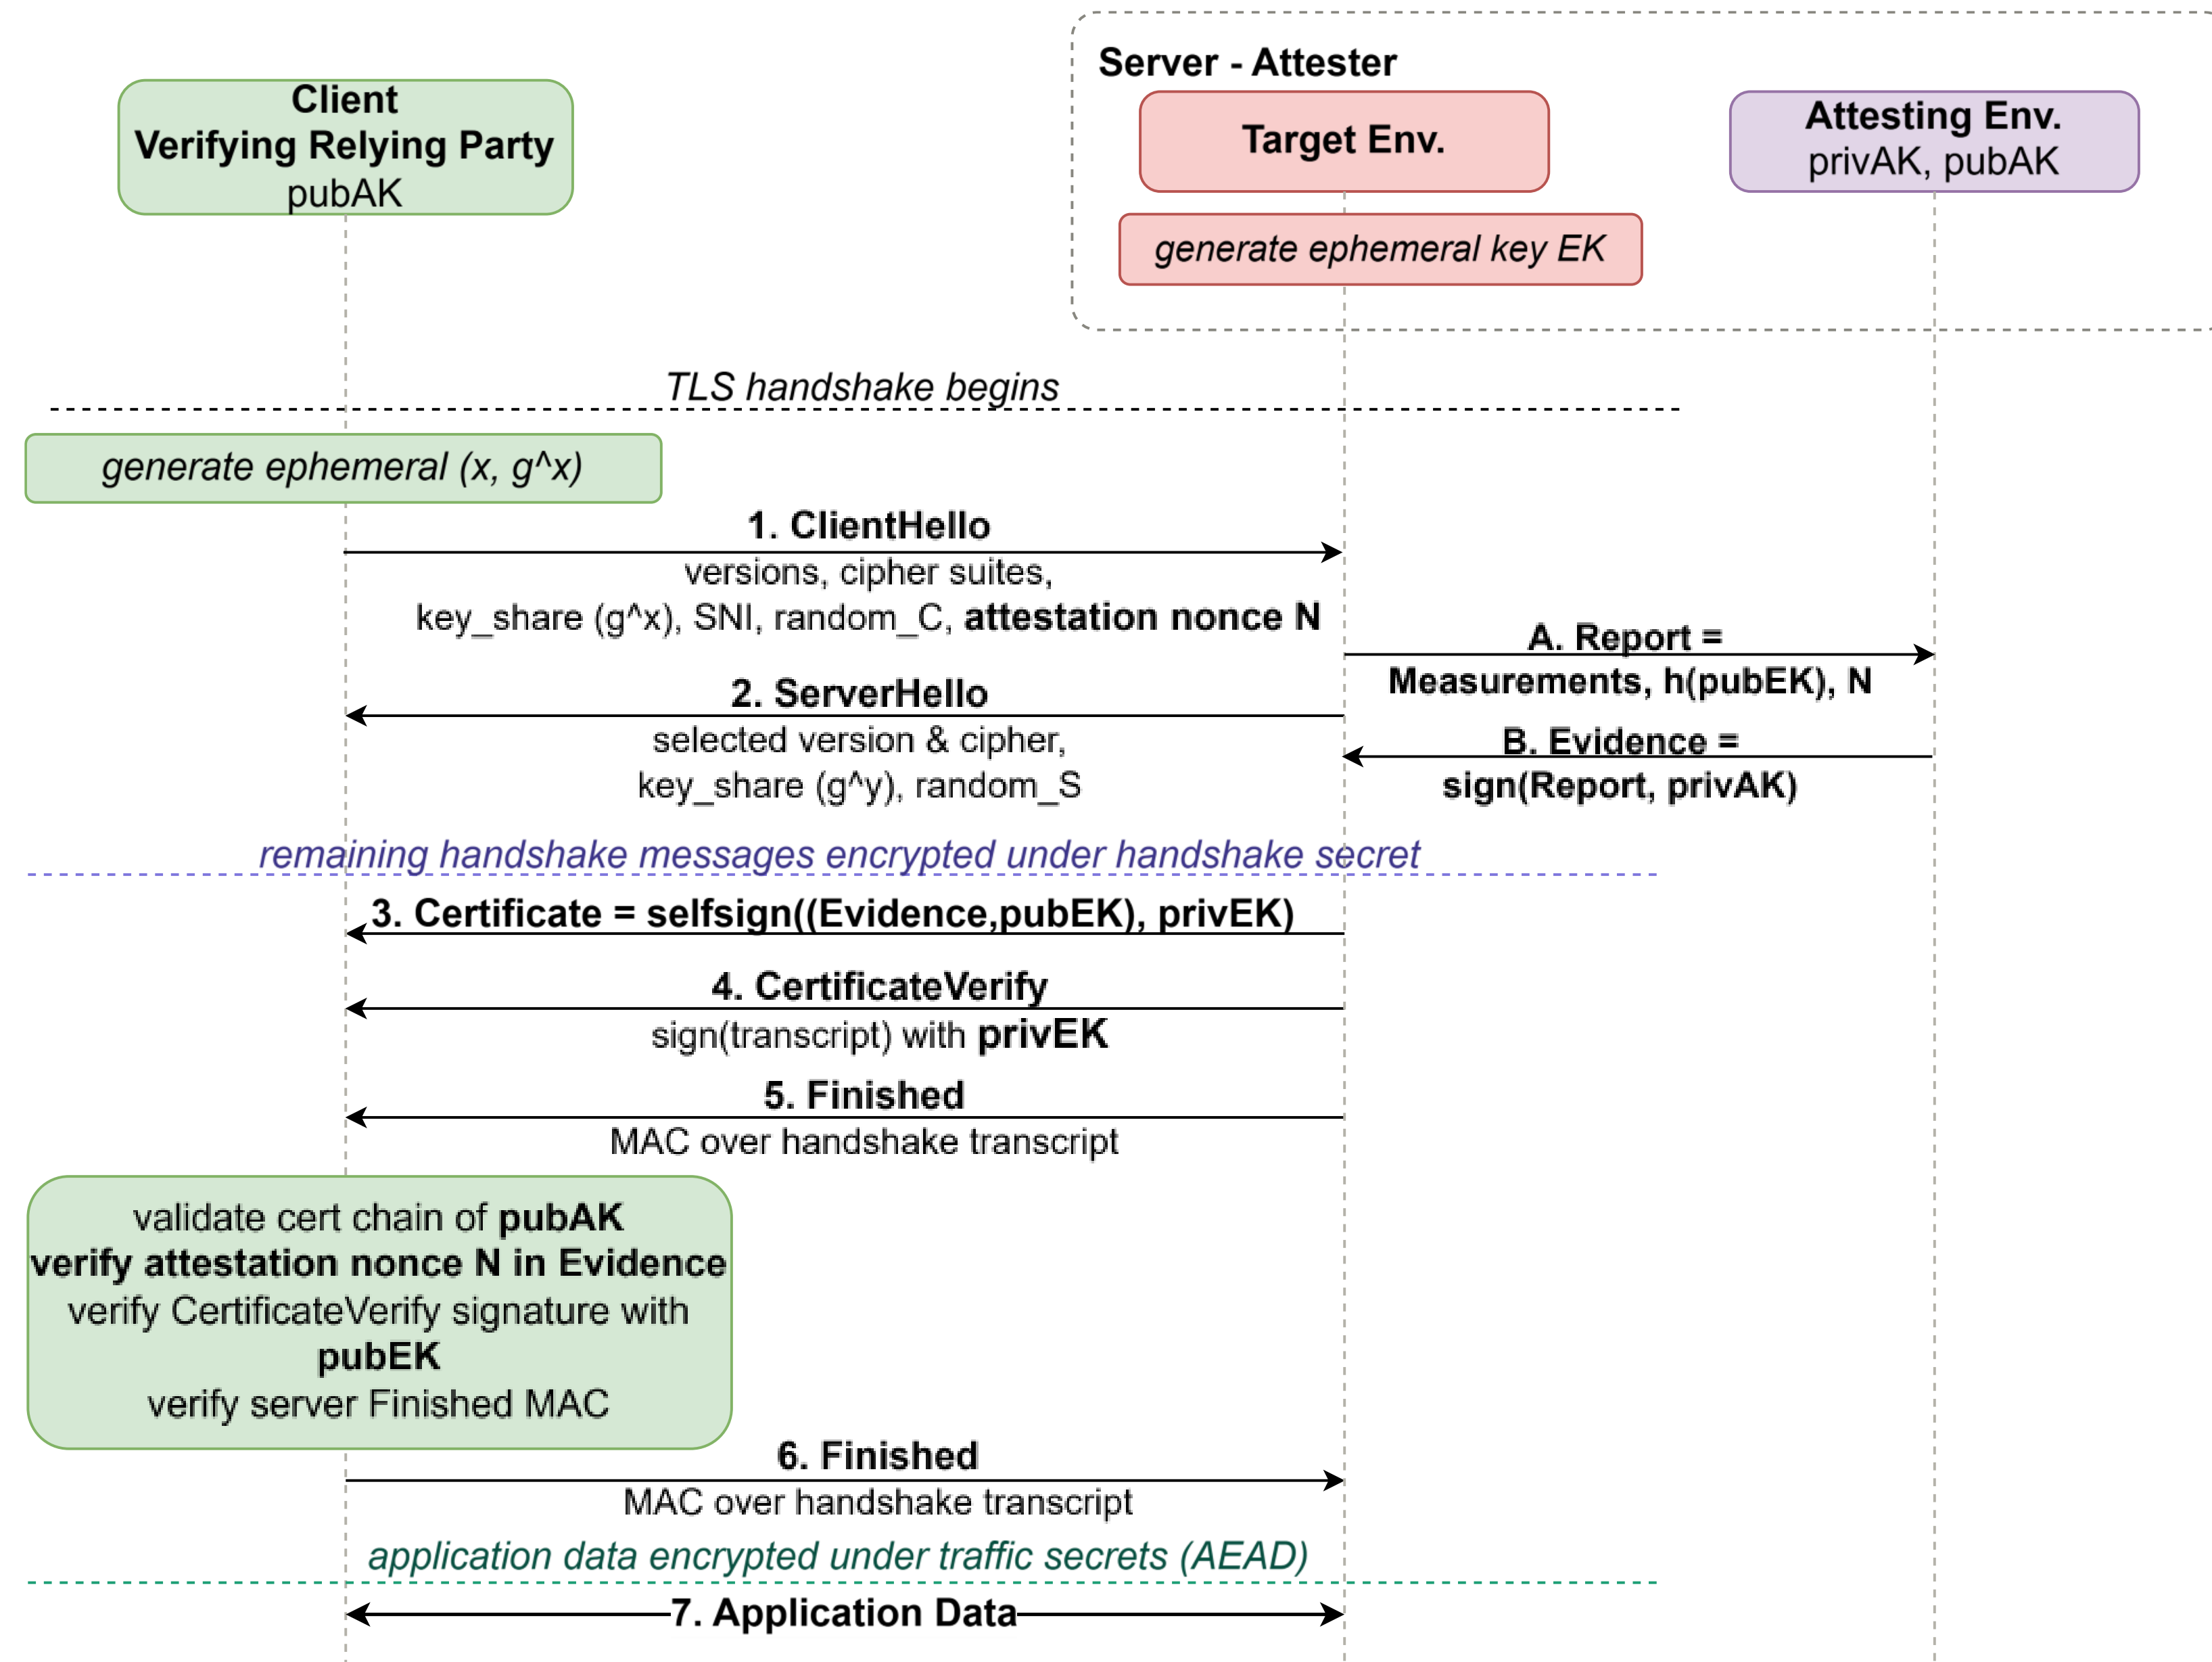 Server - Attester
Client
Verifying Relying Party
pubAK
Target Env.
Attesting Env.
privAK, pubAK
generate ephemeral key EK
TLS handshake begins
generate ephemeral (x, g^x)
1. ClientHello
versions, cipher suites,
key_share (g^x), SNI, random_C, attestation nonce N
A. Report =
Measurements, h(pubEK), N
2. ServerHello
selected version & cipher,
key_share (g^y), random_S
B. Evidence =
sign(Report, privAK)
remaining handshake messages encrypted under handshake secret
3. Certificate = selfsign((Evidence,pubEK), privEK)
4. CertificateVerify
sign(transcript) with privEK
5. Finished
MAC over handshake transcript
validate cert chain of pubAK
verify attestation nonce N in Evidence
verify CertificateVerify signature with
pubEK
verify server Finished MAC
6. Finished
MAC over handshake transcript
application data encrypted under traffic secrets (AEAD)
7. Application Data